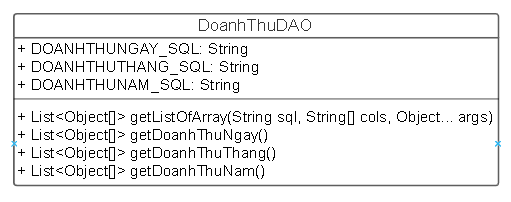 DoanhThuDAO
+ DOANHTHUNGAY_SQL: String
+ DOANHTHUTHANG_SQL: String
+ DOANHTHUNAM_SQL: String
+ List<Object[]> getListOfArray(String sql, String[] cols, Object... args)
+ List<Object[]> getDoanhThuNgay()
+ List<Object[]> getDoanhThuThang()
+ List<Object[]> getDoanhThuNam()